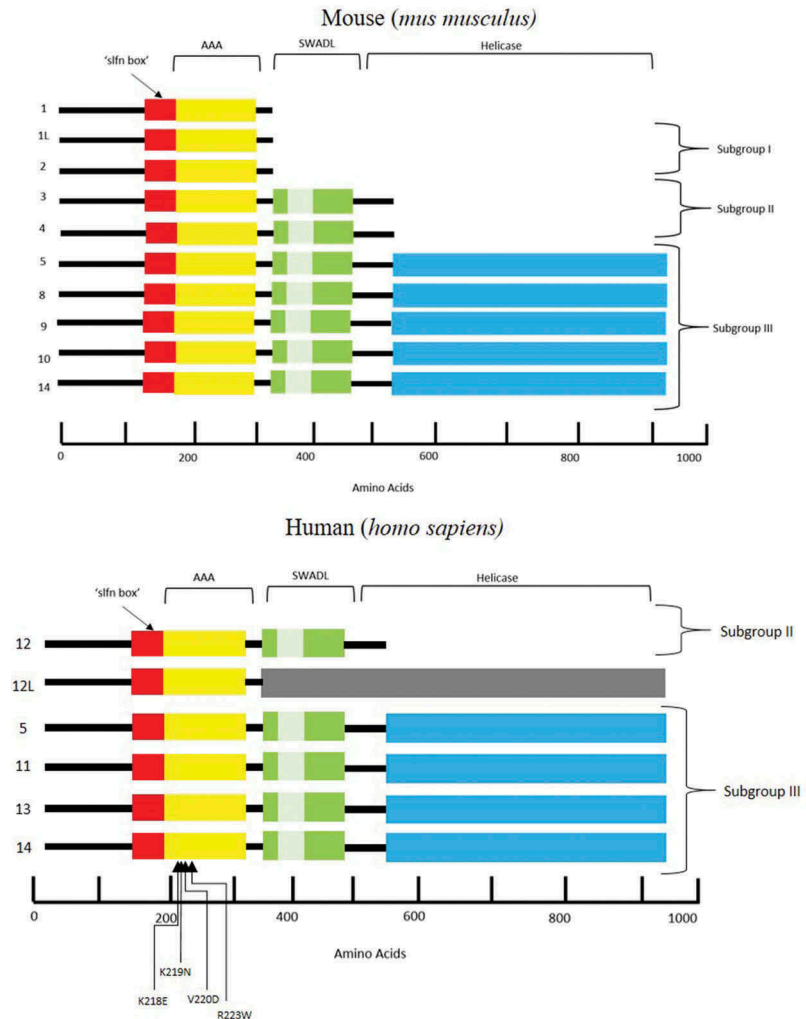 Mouse (mus musculus)
AAA
SWADL
Helicase
'slfn box'
1
1L
2
3
4
5
8
9
10
14
Subgroup I
Subgroup II
Subgroup III
0
200
400
600
800
1000
Amino Acids
Human (homo sapiens)
AAA
SWADL
Helicase
'slfn box'
12
12L
5
11
13
14
Subgroup II
Subgroup III
0
200
400
600
800
1000
Amino Acids
K219N
K218E
V220D
R223W